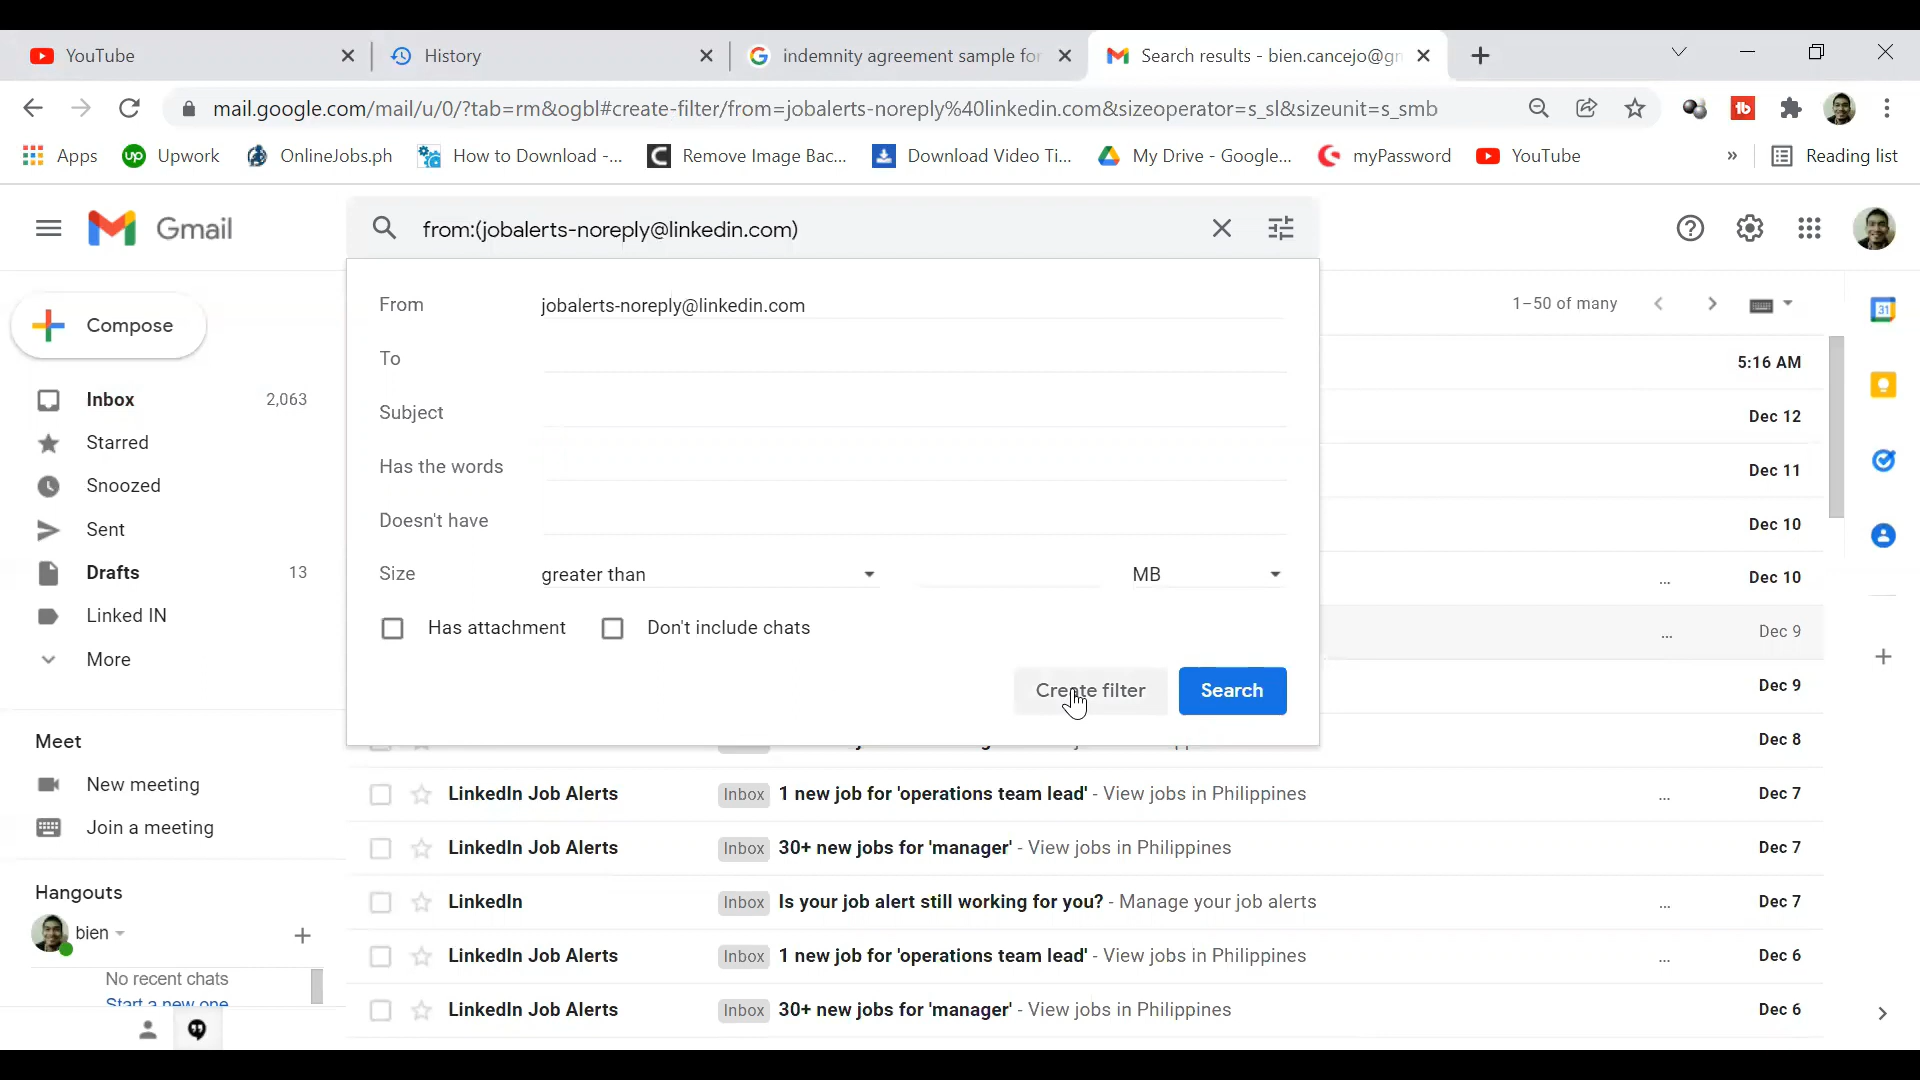 YouTube
History
indemnity agreement sample for
Search results - bien.cancejo@gm
mail.google.com/mail/u/0/?tab=rm&ogbl#create-filter/from=jobalerts-noreply%40linkedin.com&sizeoperator=s_sl&sizeunit=s_smb
Apps
Upwork
OnlineJobs.ph
How to Download -...
Remove Image Bac...
Download Video Ti...
My Drive - Google...
myPassword
YouTube
»
Reading list
Gmail
from:(jobalerts-noreply@linkedin.com)
Compose
Inbox 2,063
Starred
Snoozed
Sent
Drafts 13
Linked IN
More
Meet
New meeting
Join a meeting
Hangouts
bien
No recent chats
Start a new one
From jobalerts-noreply@linkedin.com
To
Subject
Has the words
Doesn't have
Size greater than MB
Has attachment Don't include chats
Create filter Search
1–50 of many
5:16 AM
Dec 12
Dec 11
Dec 10
... Dec 10
... Dec 9
Dec 9
Dec 8
LinkedIn Job Alerts Inbox 1 new job for 'operations team lead' - View jobs in Philippines ... Dec 7
LinkedIn Job Alerts Inbox 30+ new jobs for 'manager' - View jobs in Philippines Dec 7
LinkedIn Inbox Is your job alert still working for you? - Manage your job alerts ... Dec 7
LinkedIn Job Alerts Inbox 1 new job for 'operations team lead' - View jobs in Philippines ... Dec 6
LinkedIn Job Alerts Inbox 30+ new jobs for 'manager' - View jobs in Philippines Dec 6